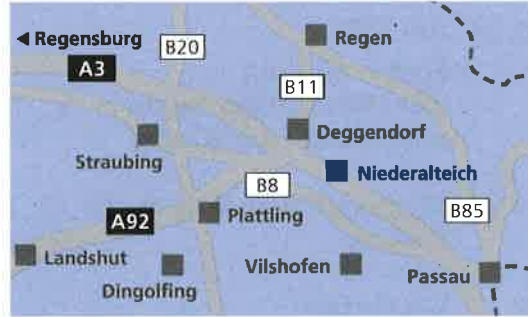 Regensburg
B20
Regen
A3
B11
Deggendorf
Straubing
Niederalteich
B8
B85
A92
Plattling
Landshut
Vilshofen
Passau
Dingolfing